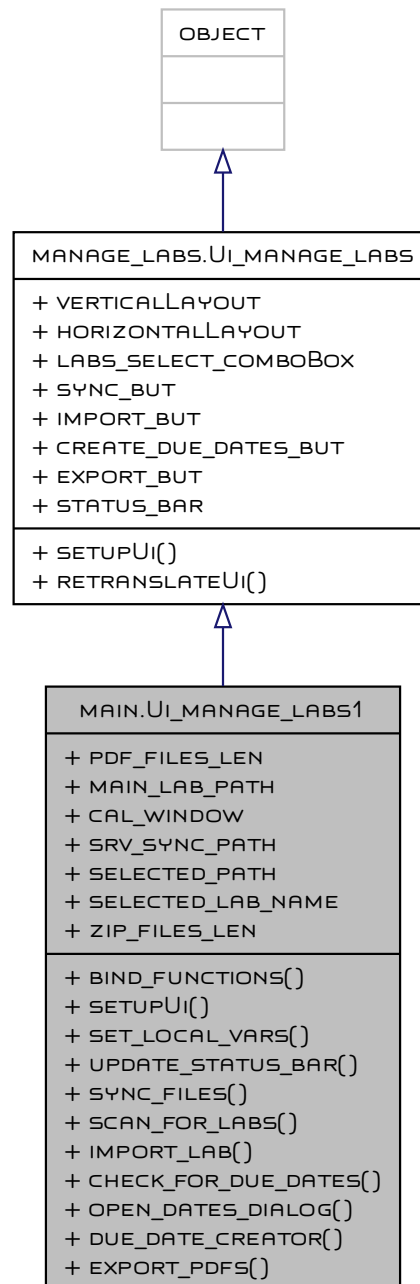 object
manage_labs.Ui_manage_labs
+ verticalLayout
+ horizontalLayout
+ labs_select_comboBox
+ sync_but
+ import_but
+ create_due_dates_but
+ export_but
+ status_bar
+ setupUi()
+ retranslateUi()
main.Ui_manage_labs1
+ pdf_files_len
+ main_lab_path
+ cal_window
+ srv_sync_path
+ selected_path
+ selected_lab_name
+ zip_files_len
+ bind_functions()
+ setupUi()
+ set_local_vars()
+ update_status_bar()
+ sync_files()
+ scan_for_labs()
+ import_lab()
+ check_for_due_dates()
+ open_dates_dialog()
+ due_date_creator()
+ export_pdfs()